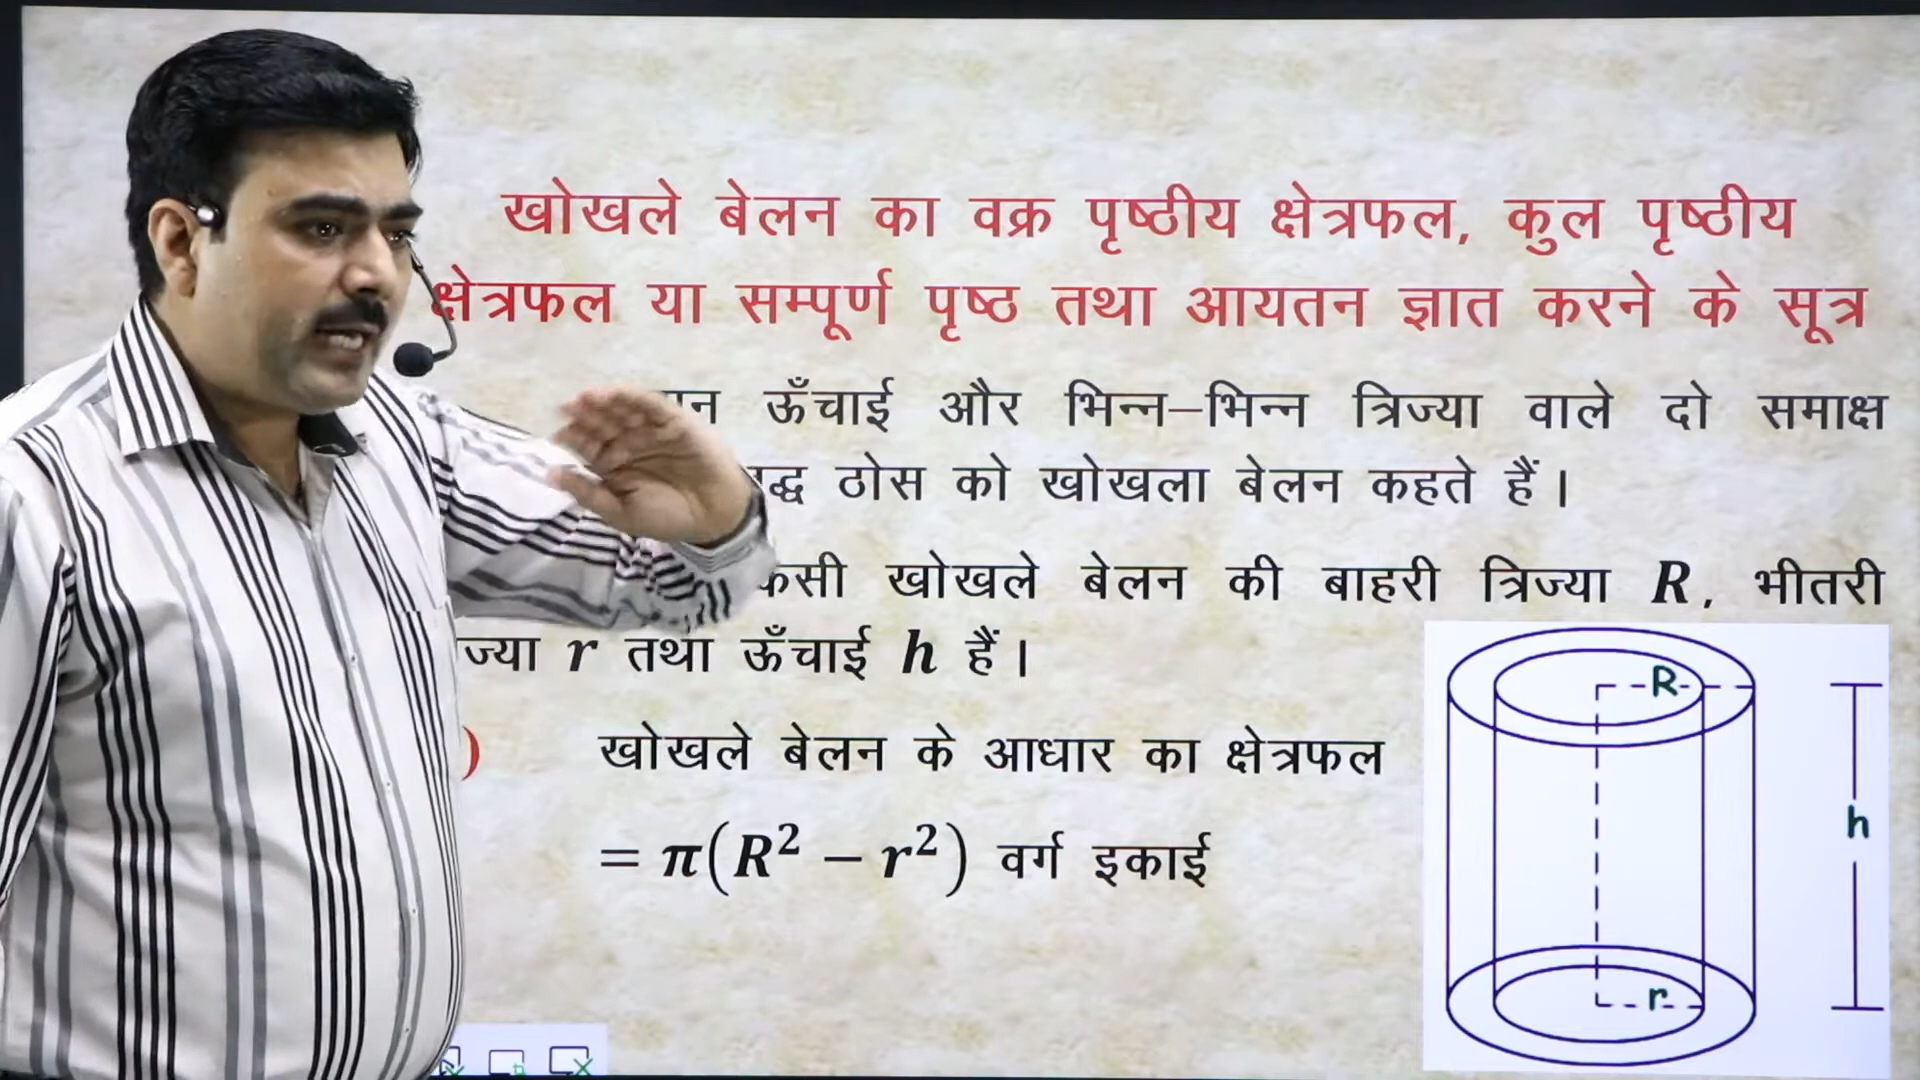 खोखले बेलन का वक्र पृष्ठीय क्षेत्रफल, कुल पृष्ठीय
क्षेत्रफल या सम्पूर्ण पृष्ठ तथा आयतन ज्ञात करने के सूत्र
ऊँचाई और भिन्न–भिन्न त्रिज्या वाले दो समाक्ष
ठोस को खोखला बेलन कहते हैं।
खोखले बेलन की बाहरी त्रिज्या R, भीतरी
r तथा ऊँचाई h हैं।
) खोखले बेलन के आधार का क्षेत्रफल
= π(R² − r²) वर्ग इकाई
R
h
r